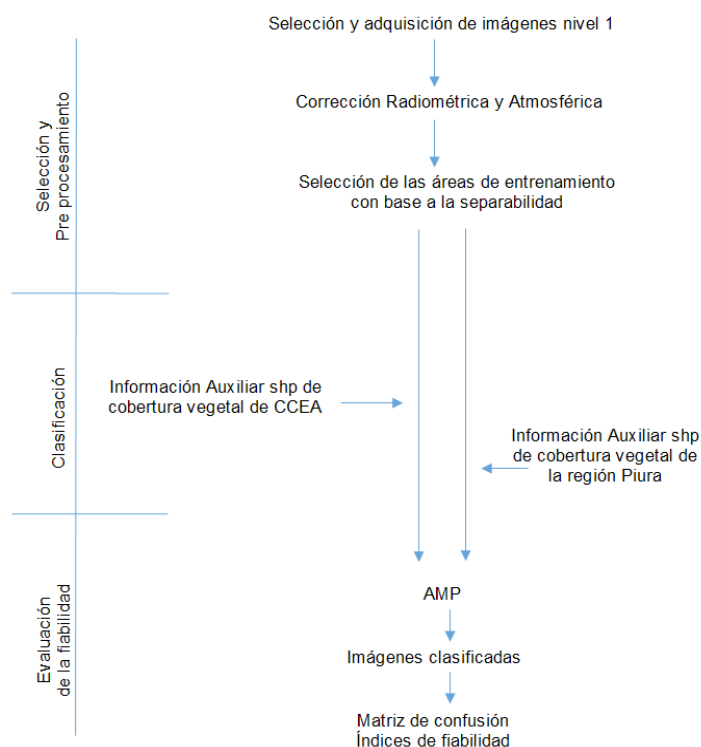 Selección y adquisición de imágenes nivel 1
Corrección Radiométrica y Atmosférica
Selección de las áreas de entrenamiento
con base a la separabilidad
Selección y
Pre procesamiento
Información Auxiliar shp de
cobertura vegetal de CCEA
Clasificación
Información Auxiliar shp
de cobertura vegetal de
la región Piura
AMP
Evaluación
de la fiabilidad
Imágenes clasificadas
Matriz de confusión
Índices de fiabilidad